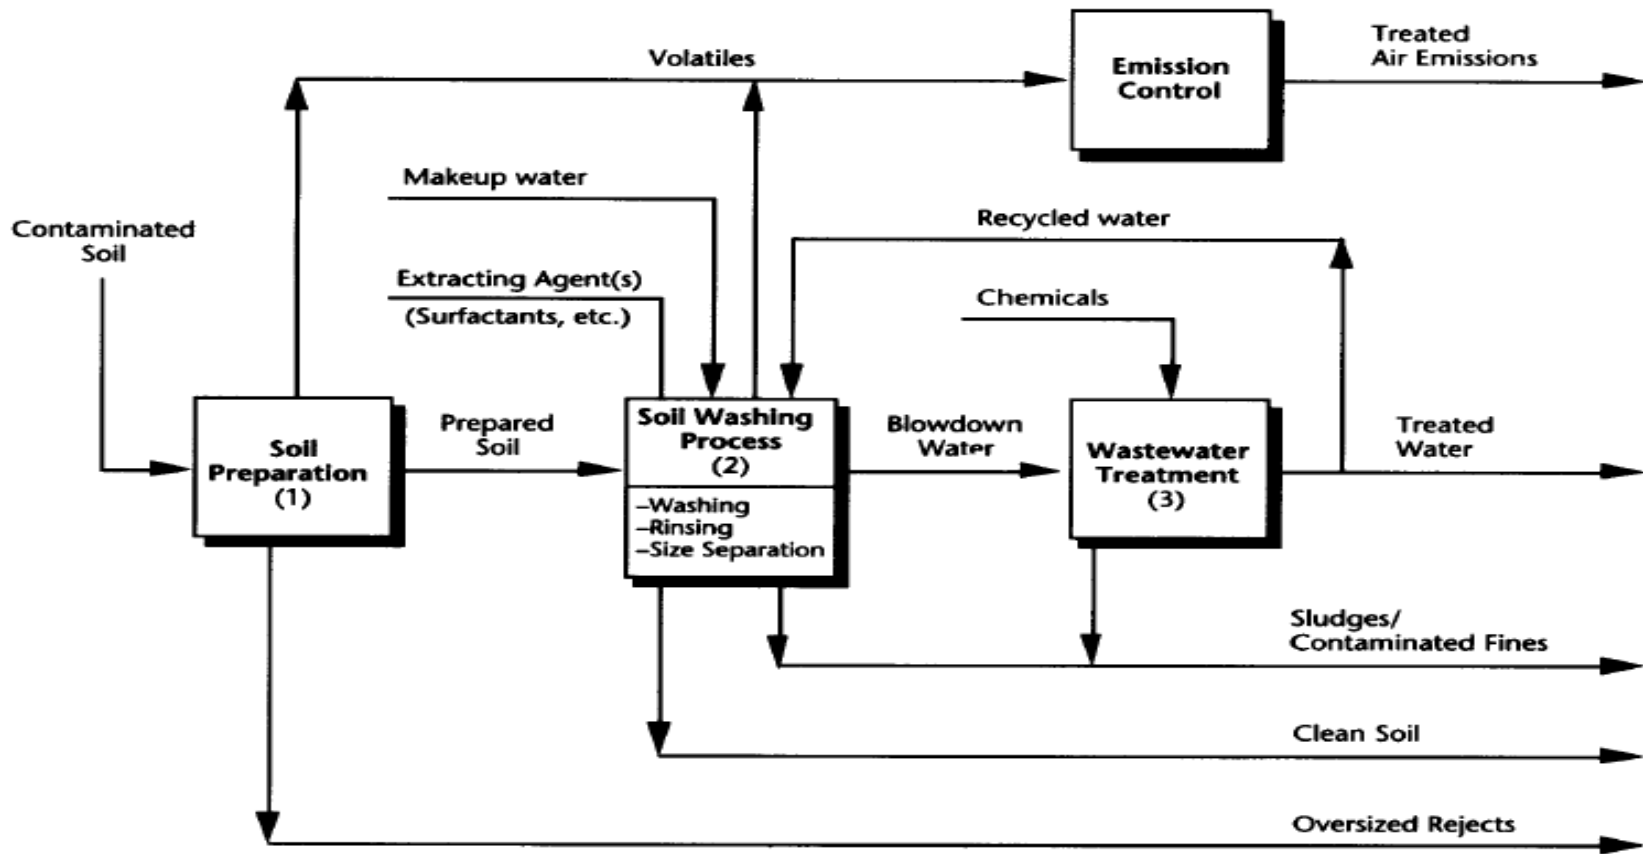 Volatiles
Emission
Control
Treated
Air Emissions
Makeup water
Contaminated
Soil
Extracting Agent(s)
(Surfactants, etc.)
Recycled water
Chemicals
Soil
Preparation
(1)
Prepared
Soil
Soil Washing
Process
(2)
–Washing
–Rinsing
–Size Separation
Blowdown
Water
Wastewater
Treatment
(3)
Treated
Water
Sludges/
Contaminated Fines
Clean Soil
Oversized Rejects